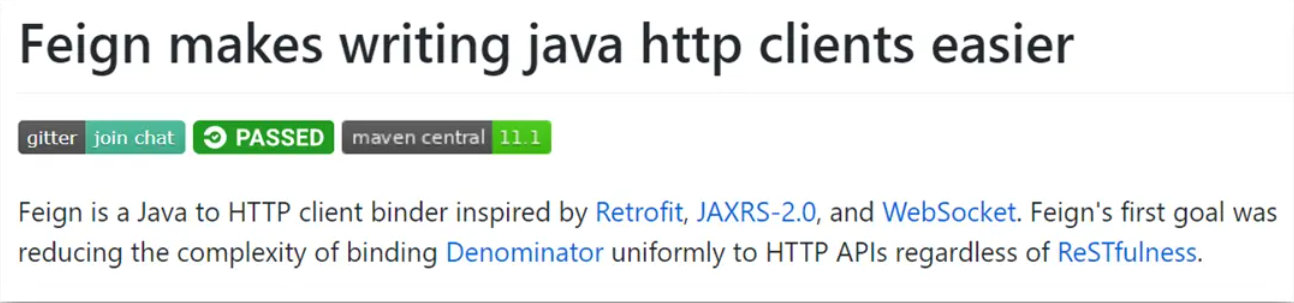 Feign makes writing java http clients easier
gitter join chat PASSED maven central 11.1
Feign is a Java to HTTP client binder inspired by Retrofit, JAXRS-2.0, and WebSocket. Feign's first goal was
reducing the complexity of binding Denominator uniformly to HTTP APIs regardless of ReSTfulness.